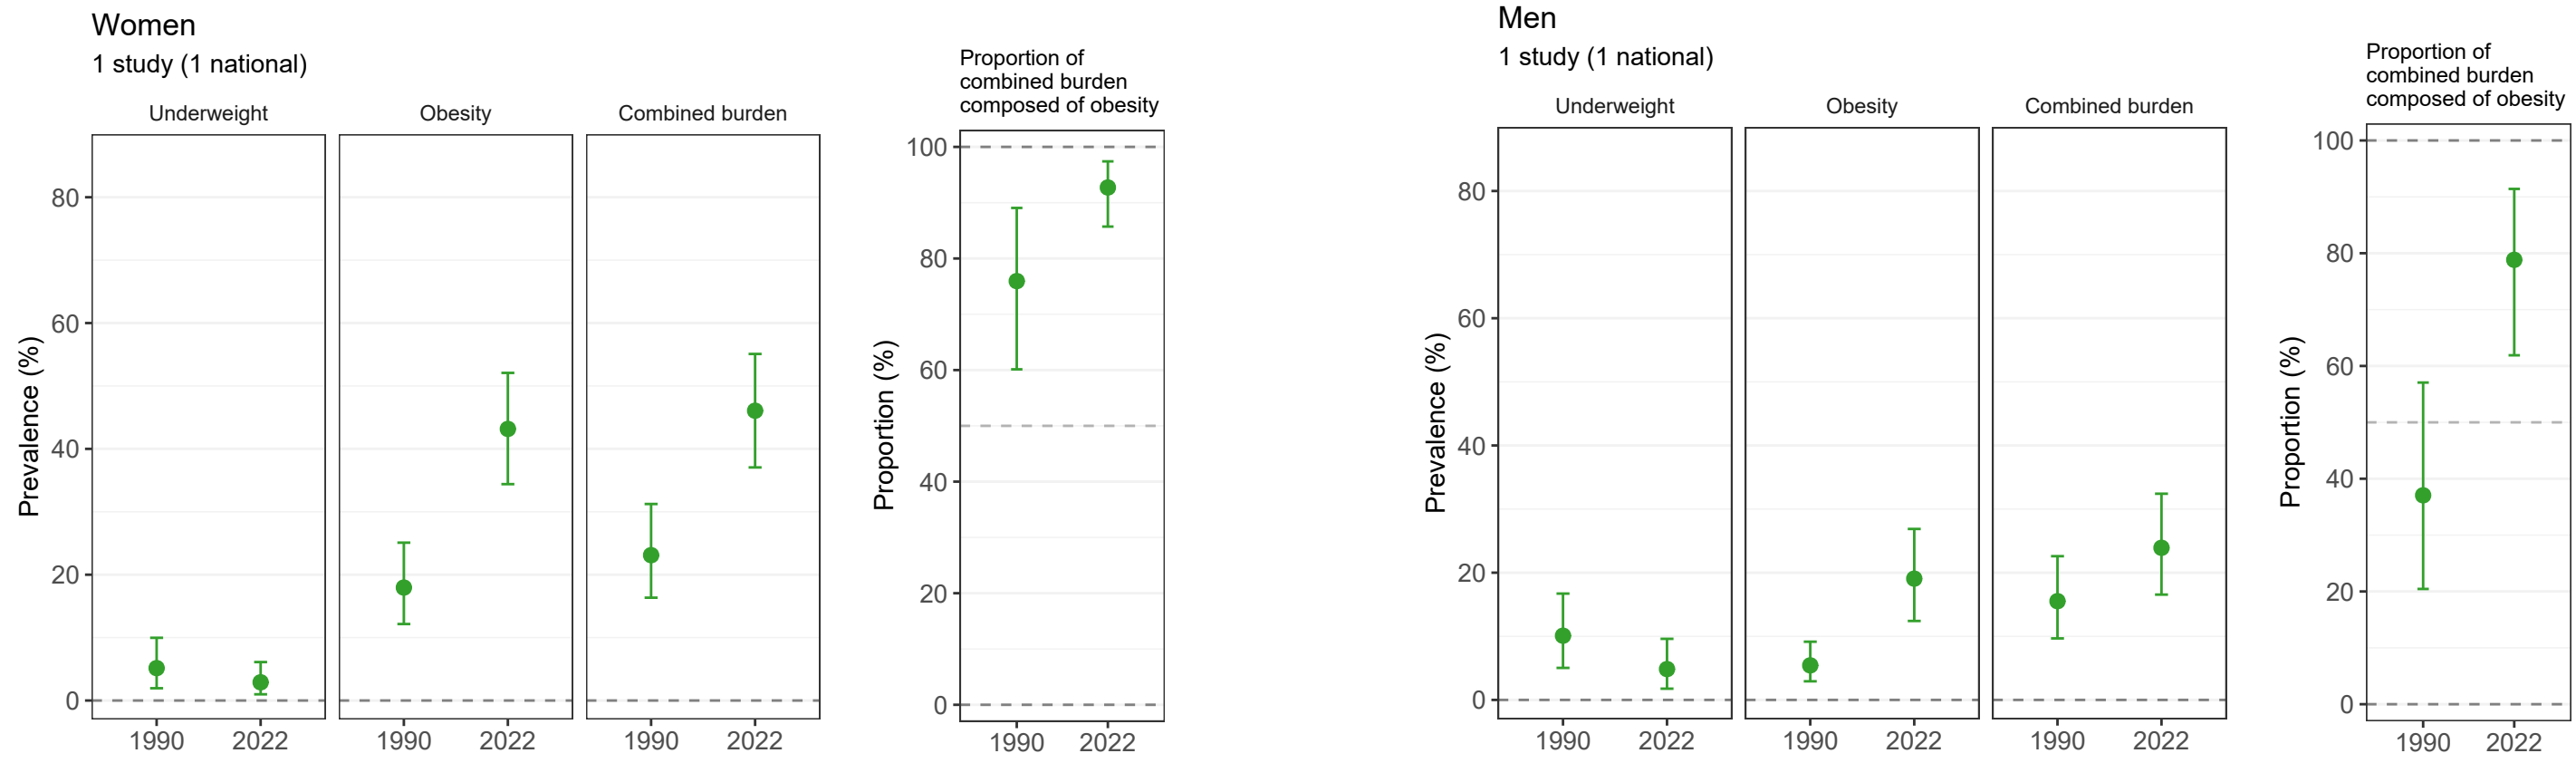 Women
1 study (1 national)
Underweight
Obesity
Combined burden
Prevalence (%)
80
60
40
20
0
1990 2022
1990 2022
1990 2022
Proportion of
combined burden
composed of obesity
Proportion (%)
100
80
60
40
20
0
1990 2022
Men
1 study (1 national)
Underweight
Obesity
Combined burden
Prevalence (%)
80
60
40
20
0
1990 2022
1990 2022
1990 2022
Proportion of
combined burden
composed of obesity
Proportion (%)
100
80
60
40
20
0
1990 2022